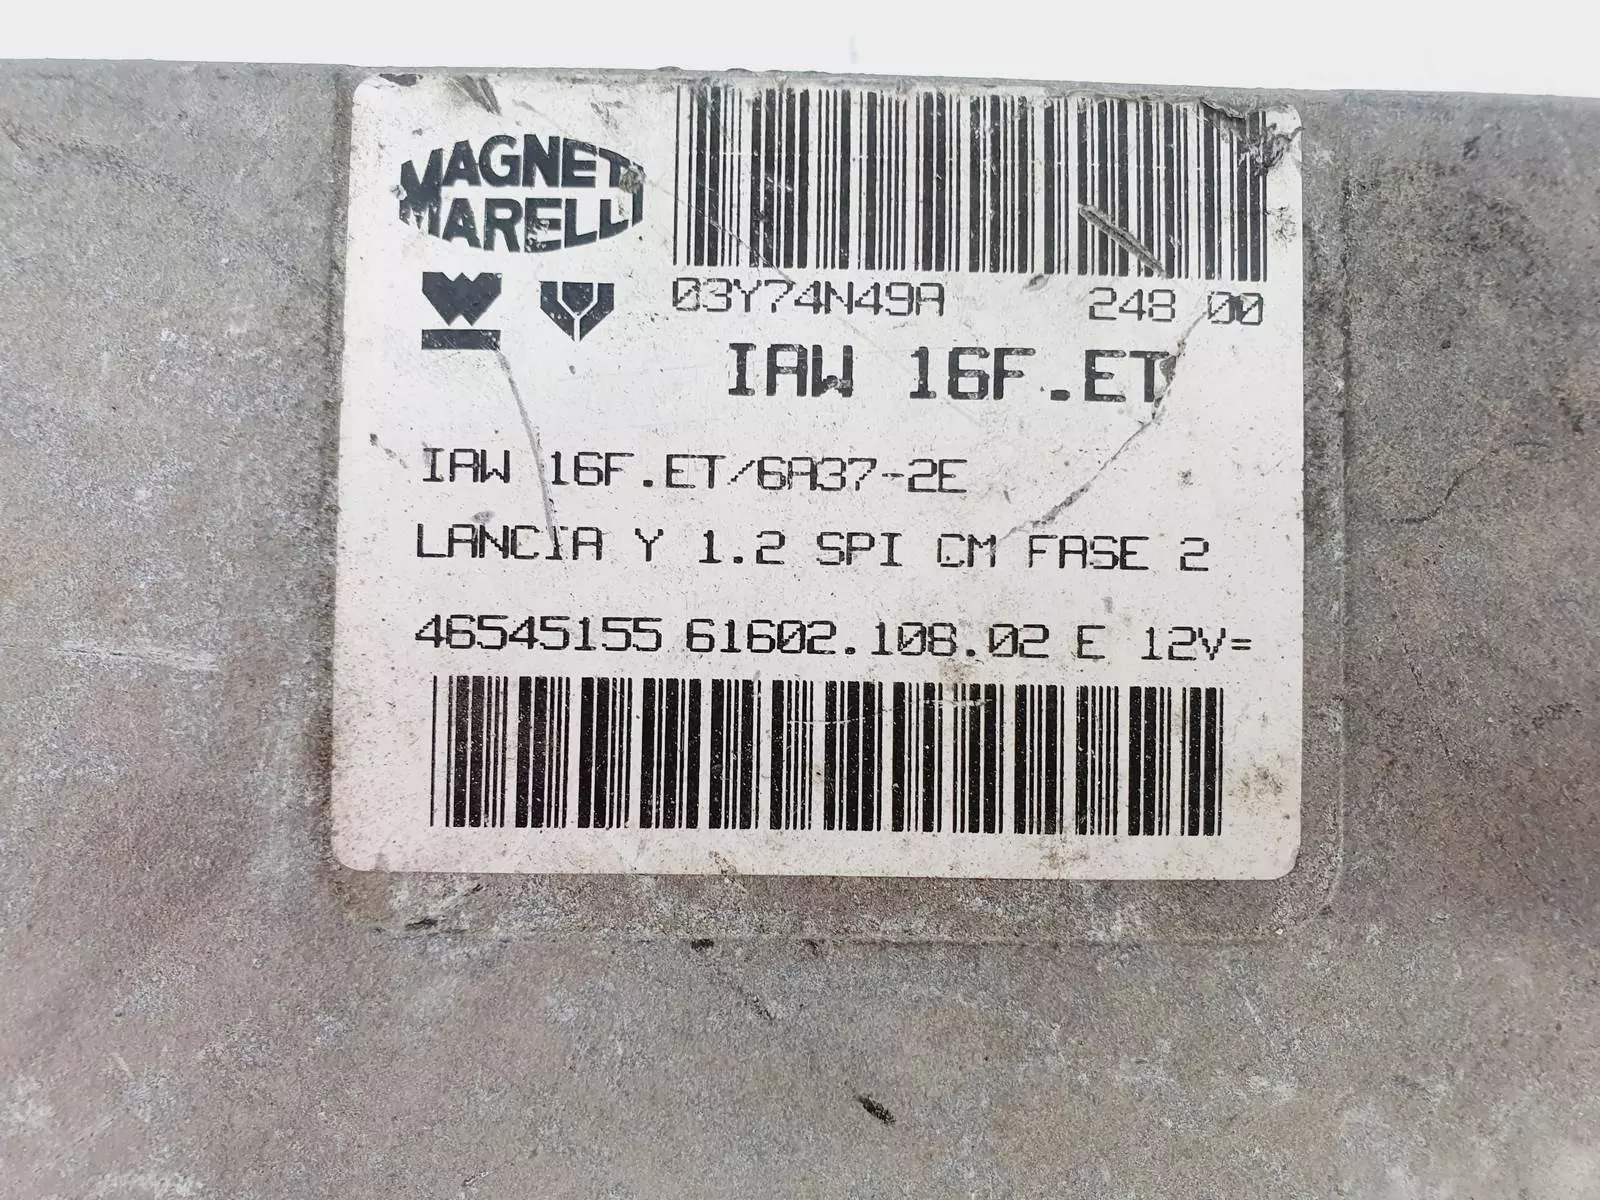 MAGNETI
MARELLI
03Y74N49A 248 00
IAW 16F.ET
IAW 16F.ET/6A37-2E
LANCIA Y 1.2 SPI CM FASE 2
46545155 61602.108.02 E 12V=